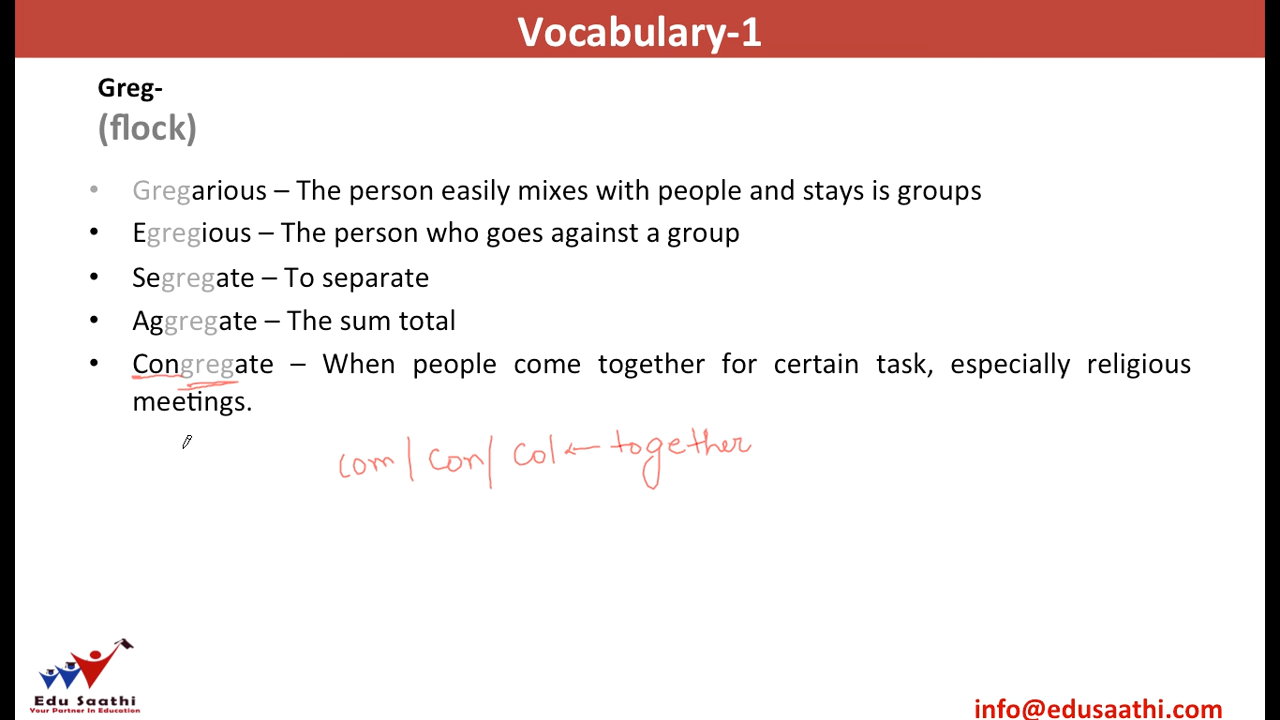 Vocabulary-1
Greg-
(flock)
• Gregarious – The person easily mixes with people and stays is groups
• Egregious – The person who goes against a group
• Segregate – To separate
• Aggregate – The sum total
• Congregate – When people come together for certain task, especially religious
meetings.
com/ con/ col ← together
Edu Saathi
Your Partner In Education
info@edusaathi.com